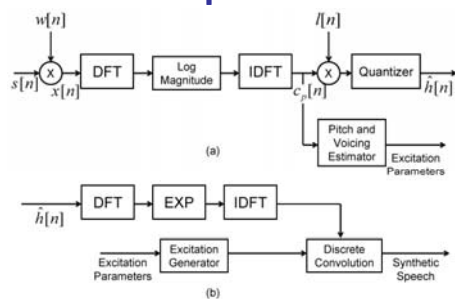 w[n]
l[n]
s[n]
X
x[n]
DFT
Log
Magnitude
IDFT
c_p[n]
X
Quantizer
ĥ[n]
Pitch and
Voicing
Estimator
Excitation
Parameters
(a)
ĥ[n]
DFT
EXP
IDFT
Excitation
Parameters
Excitation
Generator
Discrete
Convolution
Synthetic
Speech
(b)